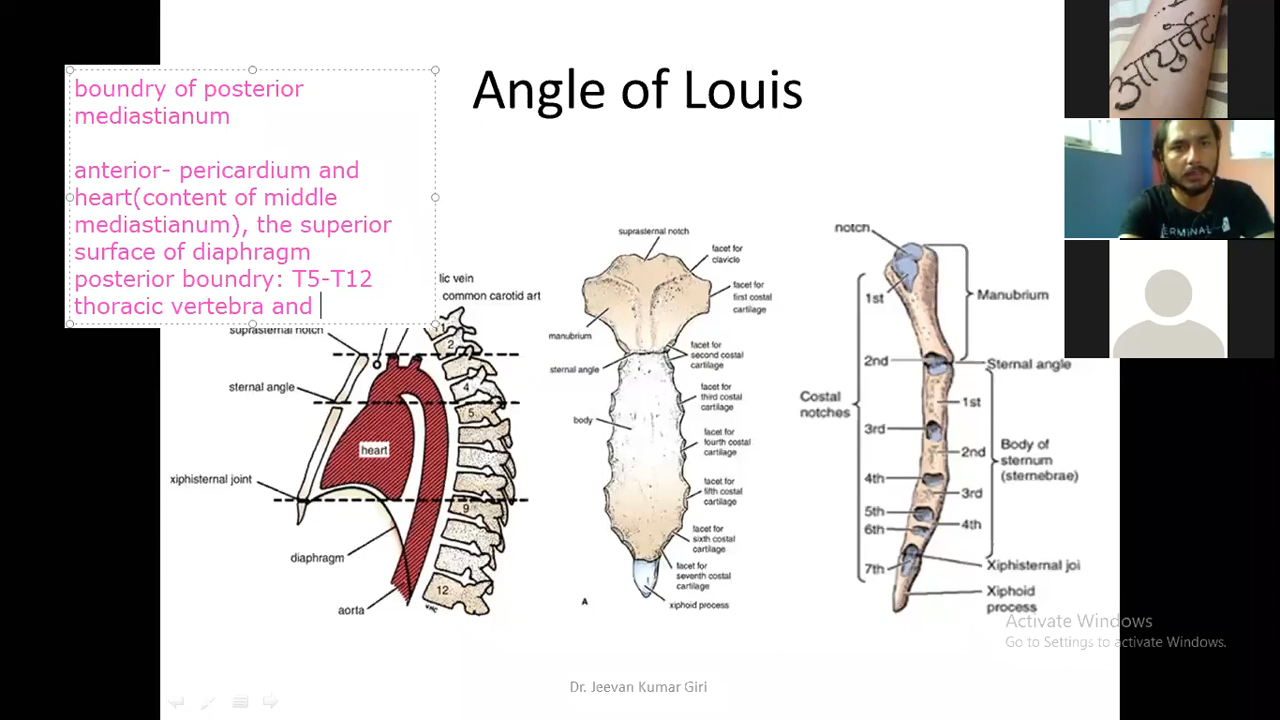 Angle of Louis
boundry of posterior
mediastianum
anterior- pericardium and
heart(content of middle
mediastianum), the superior
surface of diaphragm
posterior boundry: T5-T12
thoracic vertebra and
lic vein
common carotid art
suprasternal notch
2
sternal angle
4
5
heart
xiphisternal joint
9
diaphragm
12
aorta
suprasternal notch
facet for
clavicle
facet for
first costal
cartilage
manubrium
facet for
second costal
cartilage
sternal angle
facet for
third costal
cartilage
body
facet for
fourth costal
cartilage
facet for
fifth costal
cartilage
facet for
sixth costal
cartilage
facet for
seventh costal
cartilage
A
xiphoid process
notch
1st
Manubrium
2nd
Sternal angle
Costal
notches
1st
3rd
2nd
Body of
sternum
(sternebrae)
4th
3rd
5th
4th
6th
7th
Xiphisternal joi
Xiphoid
process
Activate Windows
Go to Settings to activate Windows.
Dr. Jeevan Kumar Giri
आयुर्वेद
ERMINAL